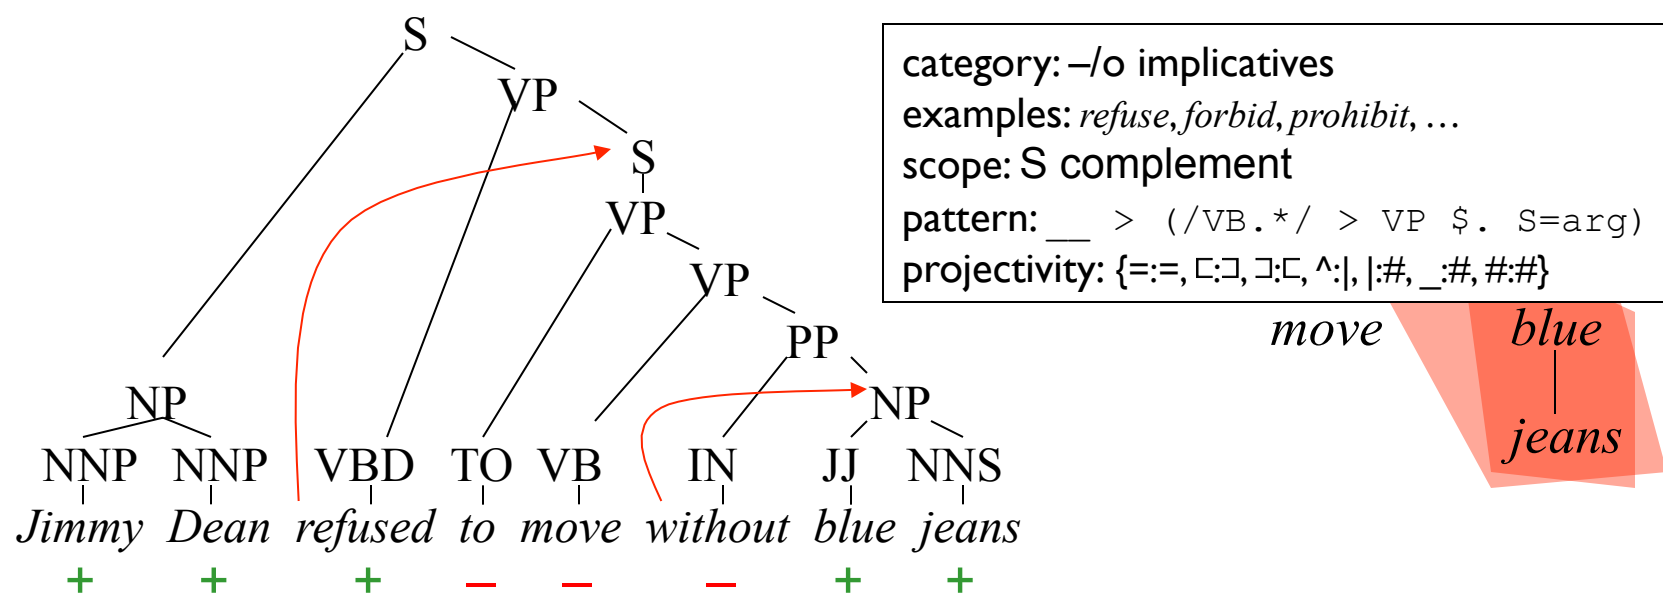 S
VP
S
VP
VP
PP
NP NP
NNP NNP VBD TO VB IN JJ NNS
Jimmy Dean refused to move without blue jeans
+ + + – – – + +
category: –/o implicatives
examples: refuse, forbid, prohibit, …
scope: S complement
pattern: __ > (/VB.*/ > VP $. S=arg)
projectivity: {=:=, ⊏:⊐, ⊐:⊏, ^:|, |:#, _:#, #:#}
move blue
jeans